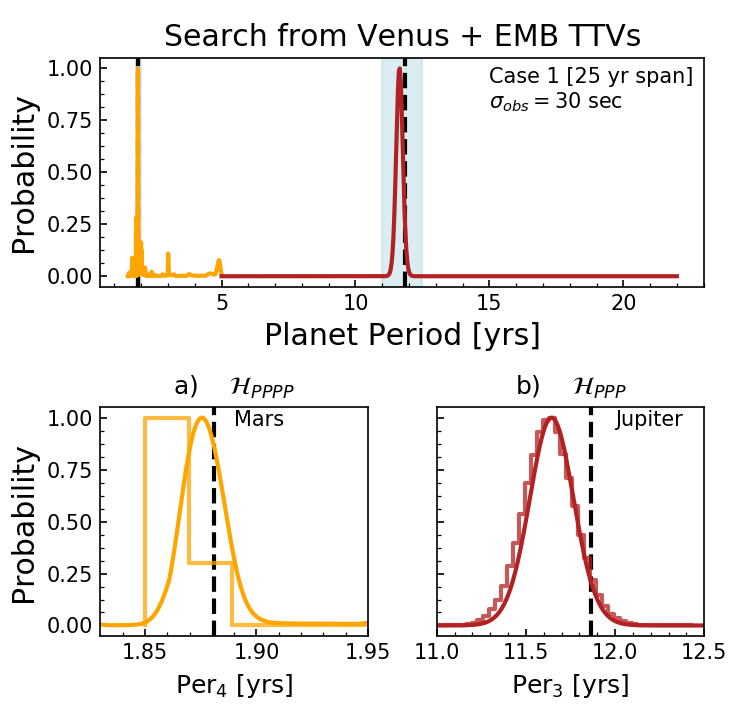 Search from Venus + EMB TTVs
Case 1 [25 yr span]
σ_obs = 30 sec
1.00
0.75
0.50
0.25
0.00
Probability
5 10 15 20
Planet Period [yrs]
a) ℋ_PPPP
Mars
1.00
0.75
0.50
0.25
0.00
Probability
1.85 1.90 1.95
Per₄ [yrs]
b) ℋ_PPP
Jupiter
11.0 11.5 12.0 12.5
Per₃ [yrs]